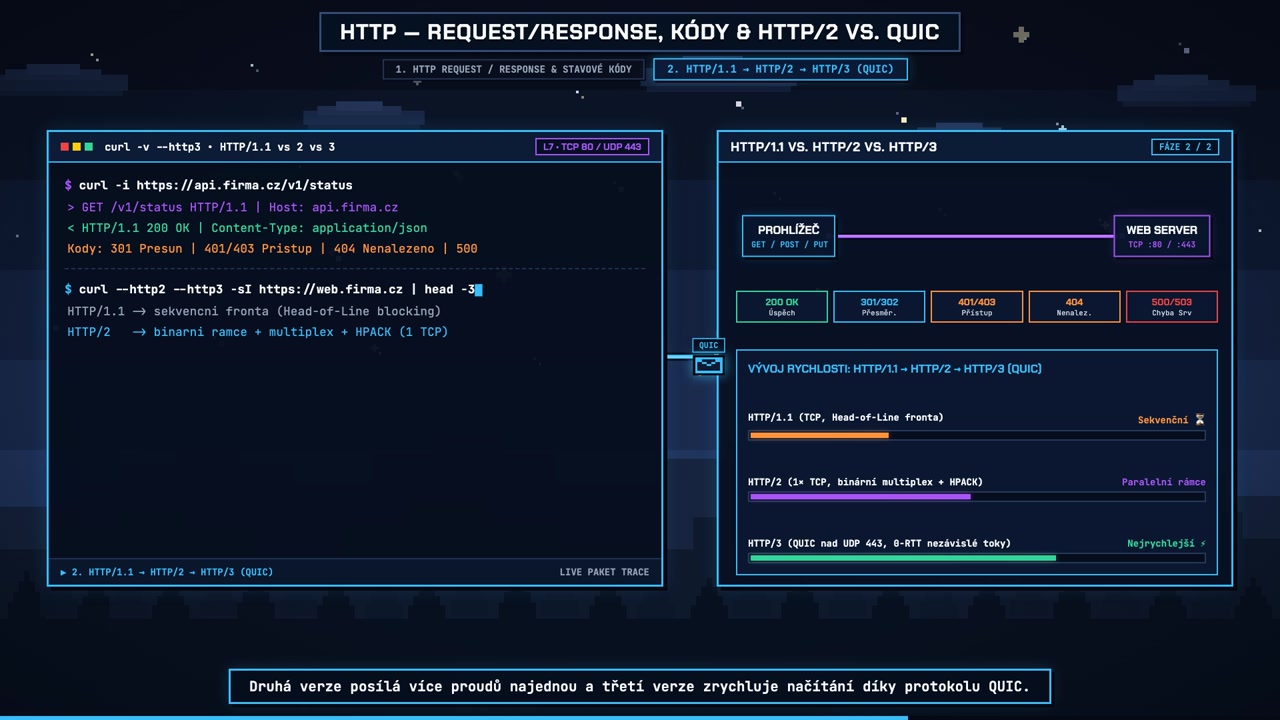 HTTP — REQUEST/RESPONSE, KÓDY & HTTP/2 VS. QUIC
1. HTTP REQUEST / RESPONSE & STAVOVÉ KÓDY
2. HTTP/1.1 → HTTP/2 → HTTP/3 (QUIC)
curl -v --http3 • HTTP/1.1 vs 2 vs 3
L7 • TCP 80 / UDP 443
$ curl -i https://api.firma.cz/v1/status
> GET /v1/status HTTP/1.1 | Host: api.firma.cz
< HTTP/1.1 200 OK | Content-Type: application/json
Kody: 301 Presun | 401/403 Pristup | 404 Nenalezeno | 500
$ curl --http2 --http3 -sI https://web.firma.cz | head -3
HTTP/1.1 → sekvencni fronta (Head-of-Line blocking)
HTTP/2 → binarni ramce + multiplex + HPACK (1 TCP)
▶ 2. HTTP/1.1 → HTTP/2 → HTTP/3 (QUIC)
LIVE PAKET TRACE
QUIC
HTTP/1.1 VS. HTTP/2 VS. HTTP/3
FÁZE 2 / 2
PROHLÍŽEČ
GET / POST / PUT
WEB SERVER
TCP :80 / :443
200 OK
Úspěch
301/302
Přesměr.
401/403
Přístup
404
Nenalez.
500/503
Chyba Srv
VÝVOJ RYCHLOSTI: HTTP/1.1 → HTTP/2 → HTTP/3 (QUIC)
HTTP/1.1 (TCP, Head-of-Line fronta)
Sekvenční ⏳
HTTP/2 (1× TCP, binární multiplex + HPACK)
Paralelní rámce
HTTP/3 (QUIC nad UDP 443, 0-RTT nezávislé toky)
Nejrychlejší ⚡
Druhá verze posílá více proudů najednou a třetí verze zrychluje načítání díky protokolu QUIC.